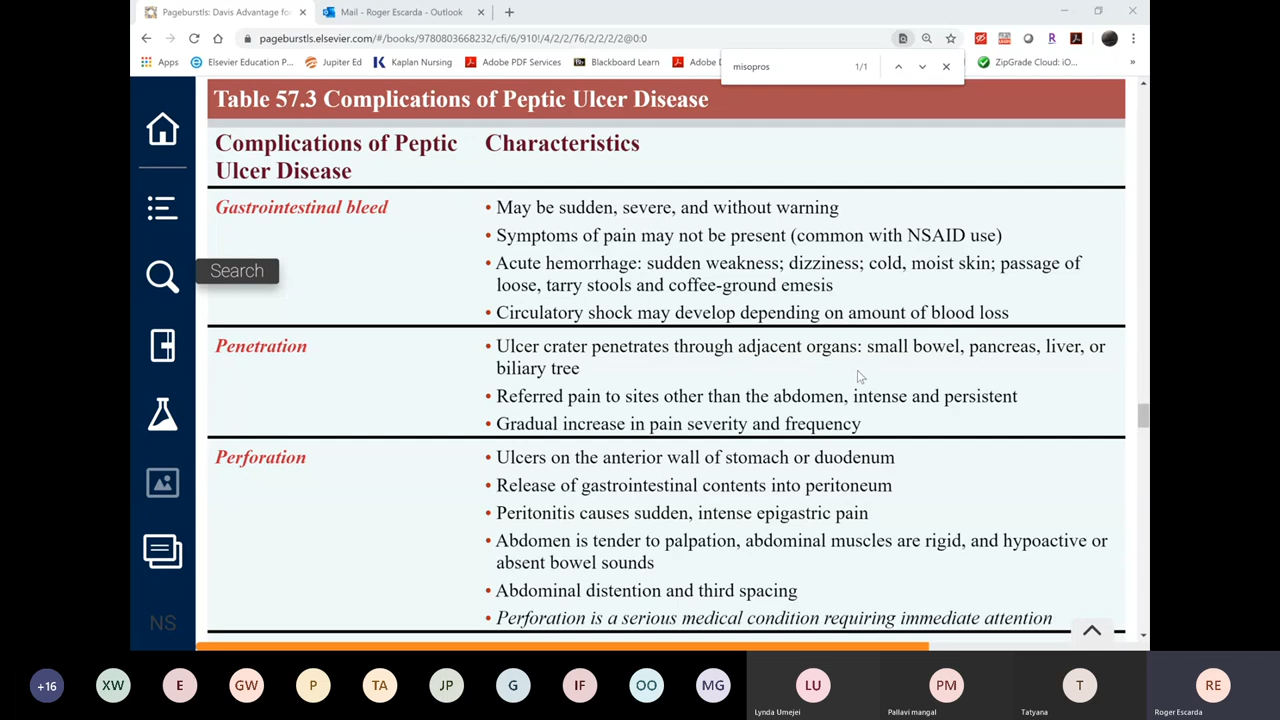 Pageburstls: Davis Advantage for
Mail - Roger Escarda - Outlook
pageburstls.elsevier.com/#/books/9780803668232/cfi/6/910!/4/2/2/76/2/2/2/2@0:0
Apps
Elsevier Education P...
Jupiter Ed
Kaplan Nursing
Adobe PDF Services
Blackboard Learn
Adobe D
ZipGrade Cloud: iO...
misopros 1/1
Table 57.3 Complications of Peptic Ulcer Disease
Complications of Peptic Characteristics
Ulcer Disease
Gastrointestinal bleed
• May be sudden, severe, and without warning
• Symptoms of pain may not be present (common with NSAID use)
• Acute hemorrhage: sudden weakness; dizziness; cold, moist skin; passage of
loose, tarry stools and coffee-ground emesis
• Circulatory shock may develop depending on amount of blood loss
Search
Penetration
• Ulcer crater penetrates through adjacent organs: small bowel, pancreas, liver, or
biliary tree
• Referred pain to sites other than the abdomen, intense and persistent
• Gradual increase in pain severity and frequency
Perforation
• Ulcers on the anterior wall of stomach or duodenum
• Release of gastrointestinal contents into peritoneum
• Peritonitis causes sudden, intense epigastric pain
• Abdomen is tender to palpation, abdominal muscles are rigid, and hypoactive or
absent bowel sounds
• Abdominal distention and third spacing
• Perforation is a serious medical condition requiring immediate attention
NS
+16 XW E GW P TA JP G IF OO MG LU PM T RE
Lynda Umejei
Pallavi mangal
Tatyana
Roger Escarda